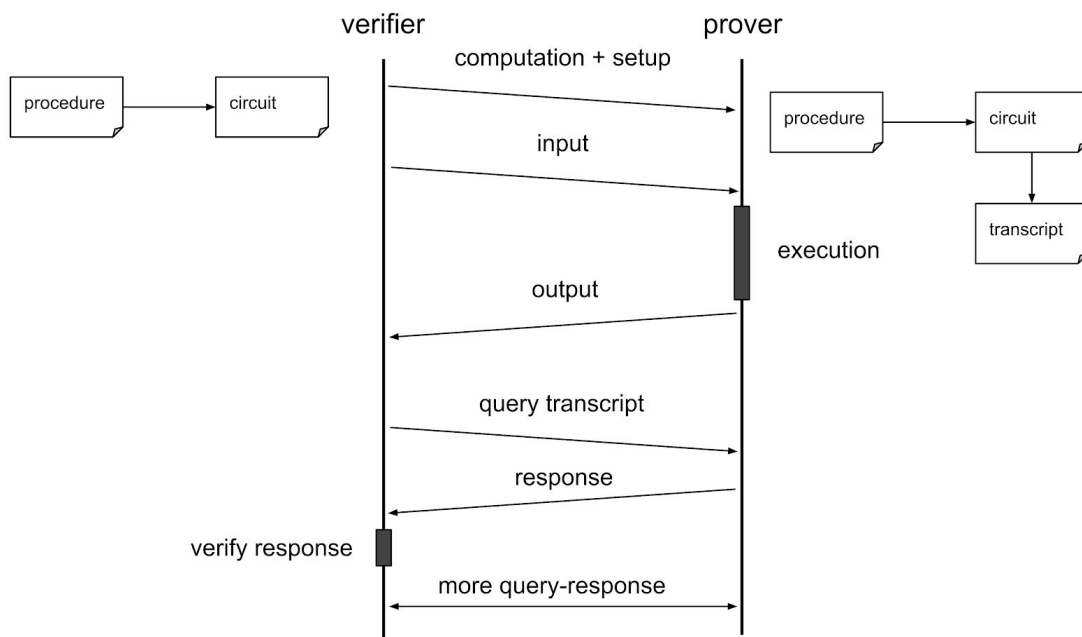 verifier
prover
computation + setup
procedure
circuit
procedure
circuit
input
transcript
execution
output
query transcript
response
verify response
more query-response